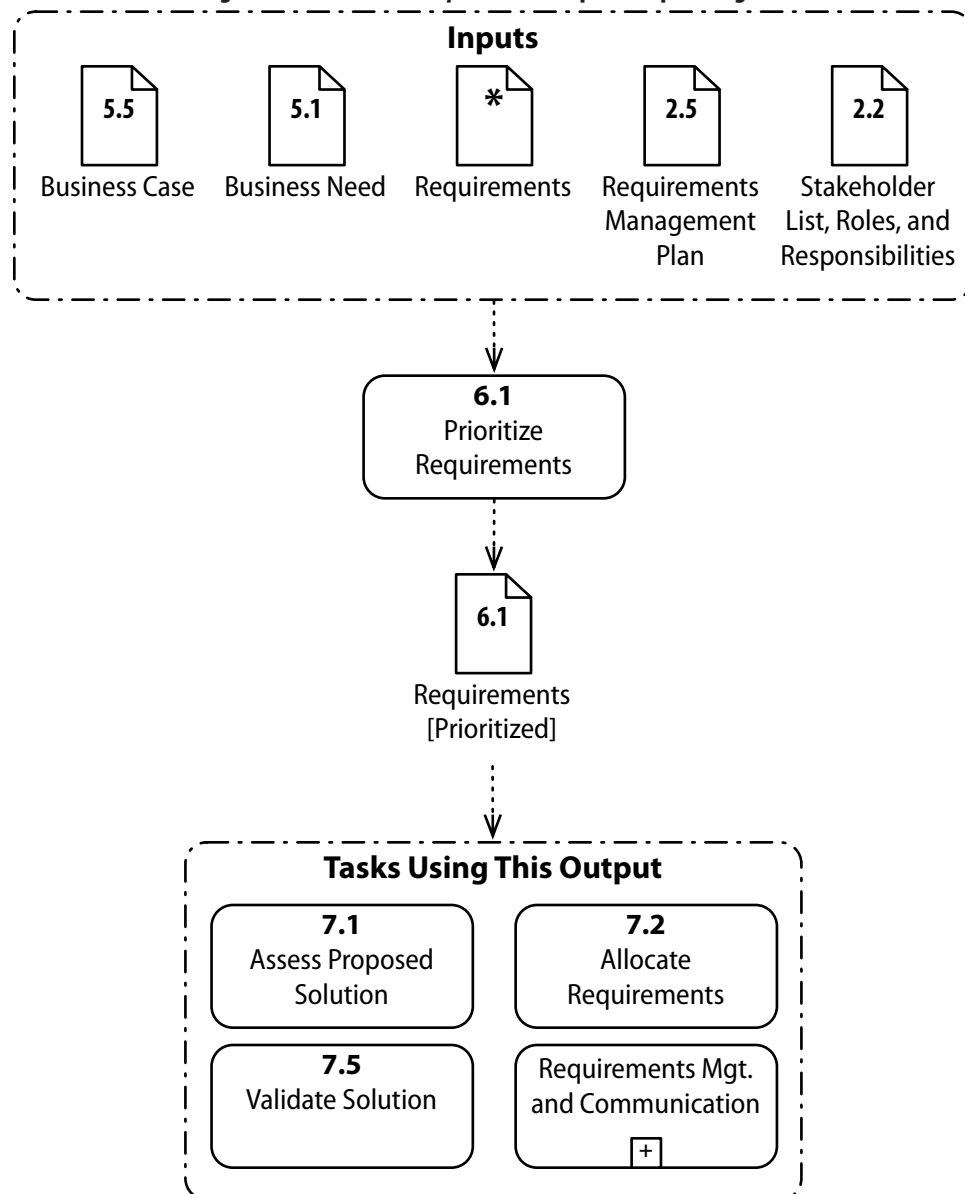 Inputs
5.5
5.1
*
2.5
2.2
Business Case
Business Need
Requirements
Requirements
Management
Plan
Stakeholder
List, Roles, and
Responsibilities
6.1
Prioritize
Requirements
6.1
Requirements
[Prioritized]
Tasks Using This Output
7.1
Assess Proposed
Solution
7.2
Allocate
Requirements
7.5
Validate Solution
Requirements Mgt.
and Communication
+